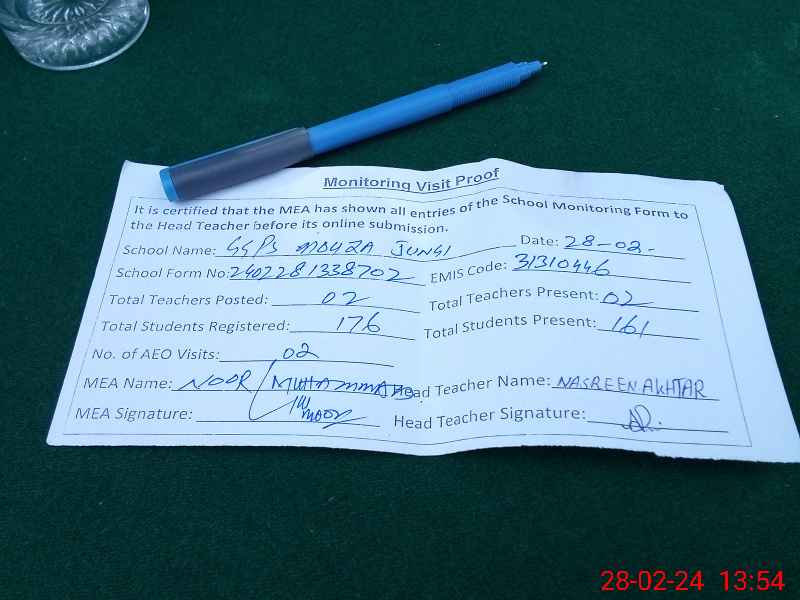 Monitoring Visit Proof
It is certified that the MEA has shown all entries of the School Monitoring Form to
the Head Teacher before its online submission.
School Name: GGPS MOUZA JUNGI Date: 28-02-
School Form No: 2402281338702 EMIS Code: 31310446
Total Teachers Posted: 02 Total Teachers Present: 02
Total Students Registered: 176 Total Students Present: 161
No. of AEO Visits: 02
MEA Name: NOOR MUHAMMAD Head Teacher Name: NASREEN AKHTAR
MEA Signature: Head Teacher Signature:
28-02-24 13:54